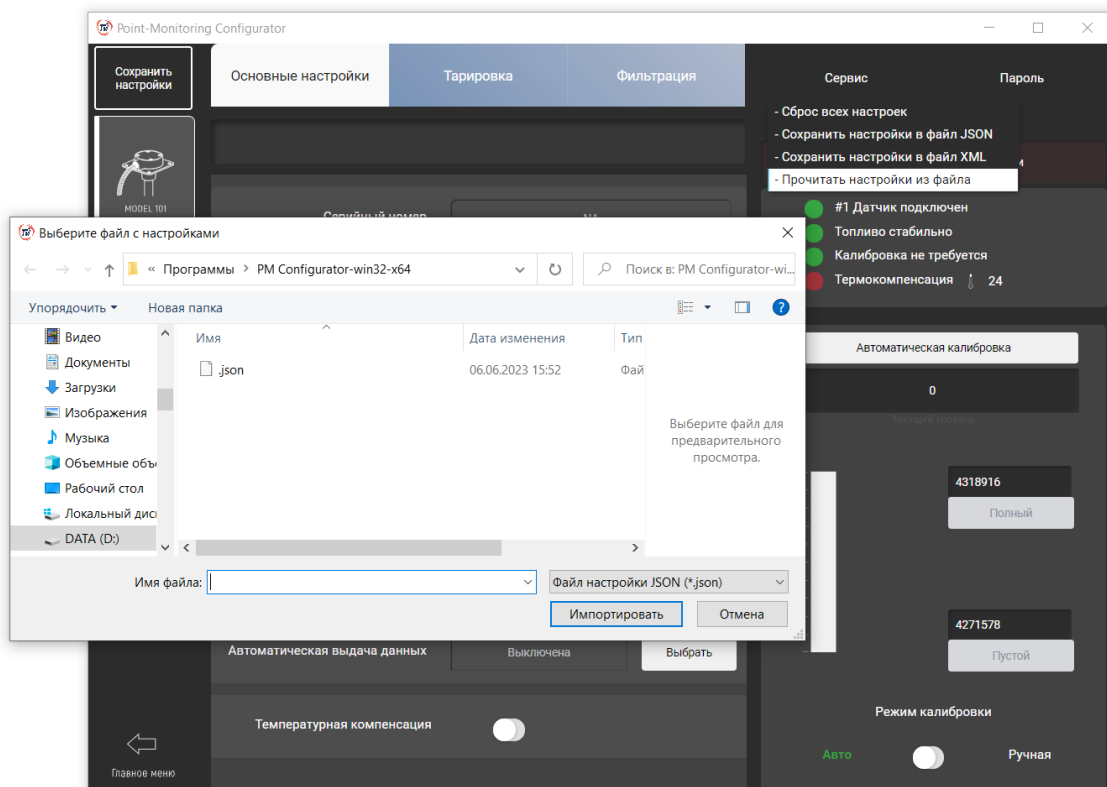 Point-Monitoring Configurator
Сохранить
настройки
Основные настройки
Тарировка
Фильтрация
Сервис
Пароль
- Сброс всех настроек
- Сохранить настройки в файл JSON
- Сохранить настройки в файл XML
- Прочитать настройки из файла
MODEL 101
Серийный номер
#1 Датчик подключен
Топливо стабильно
Калибровка не требуется
Термокомпенсация 24
Выберите файл с настройками
« Программы > PM Configurator-win32-x64
Поиск в: PM Configurator-wi...
Упорядочить
Новая папка
Видео
Документы
Загрузки
Изображения
Музыка
Объемные объ
Рабочий стол
Локальный дис
DATA (D:)
Имя
Дата изменения
Тип
.json
06.06.2023 15:52
Фай
Выберите файл для
предварительного
просмотра.
Имя файла:
Файл настройки JSON (*.json)
Импортировать
Отмена
Автоматическая калибровка
0
Текущий уровень
4318916
Полный
4271578
Пустой
Режим калибровки
Авто
Ручная
Автоматическая выдача данных
Выключена
Выбрать
Температурная компенсация
Главное меню